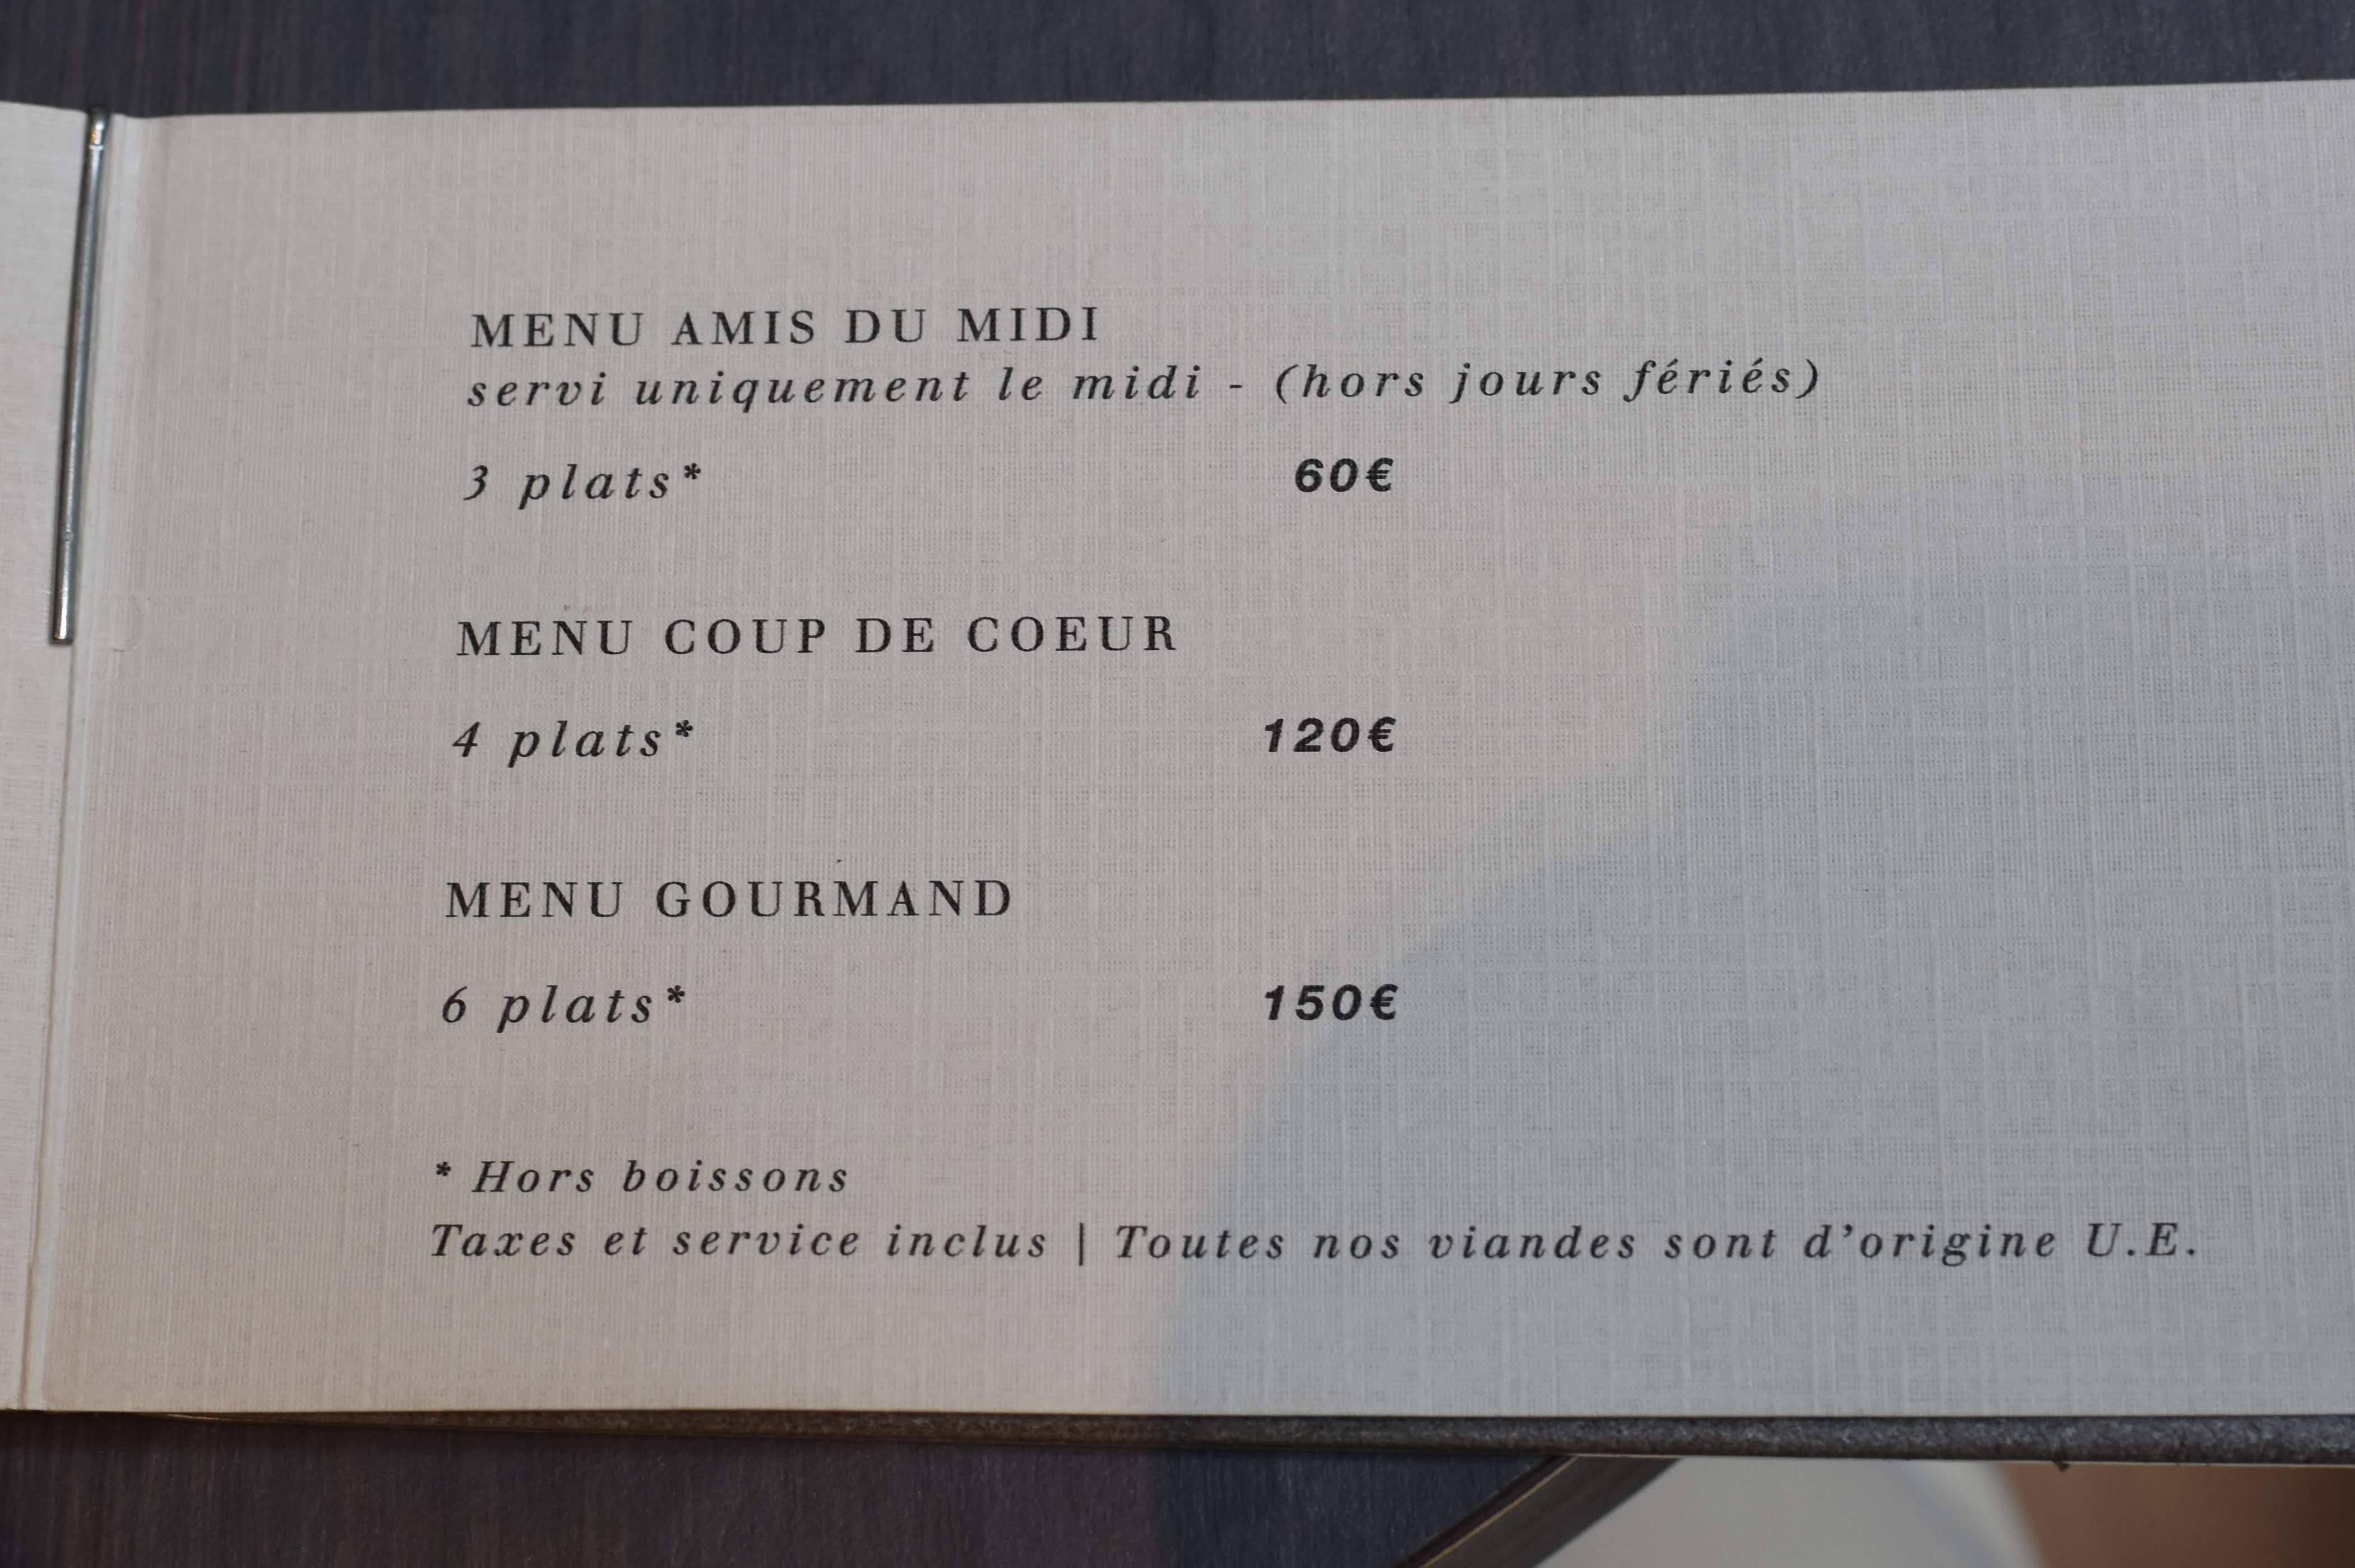 MENU AMIS DU MIDI
servi uniquement le midi - (hors jours fériés)
3 plats* 60€
MENU COUP DE COEUR
4 plats* 120€
MENU GOURMAND
6 plats* 150€
* Hors boissons
Taxes et service inclus | Toutes nos viandes sont d’origine U.E.